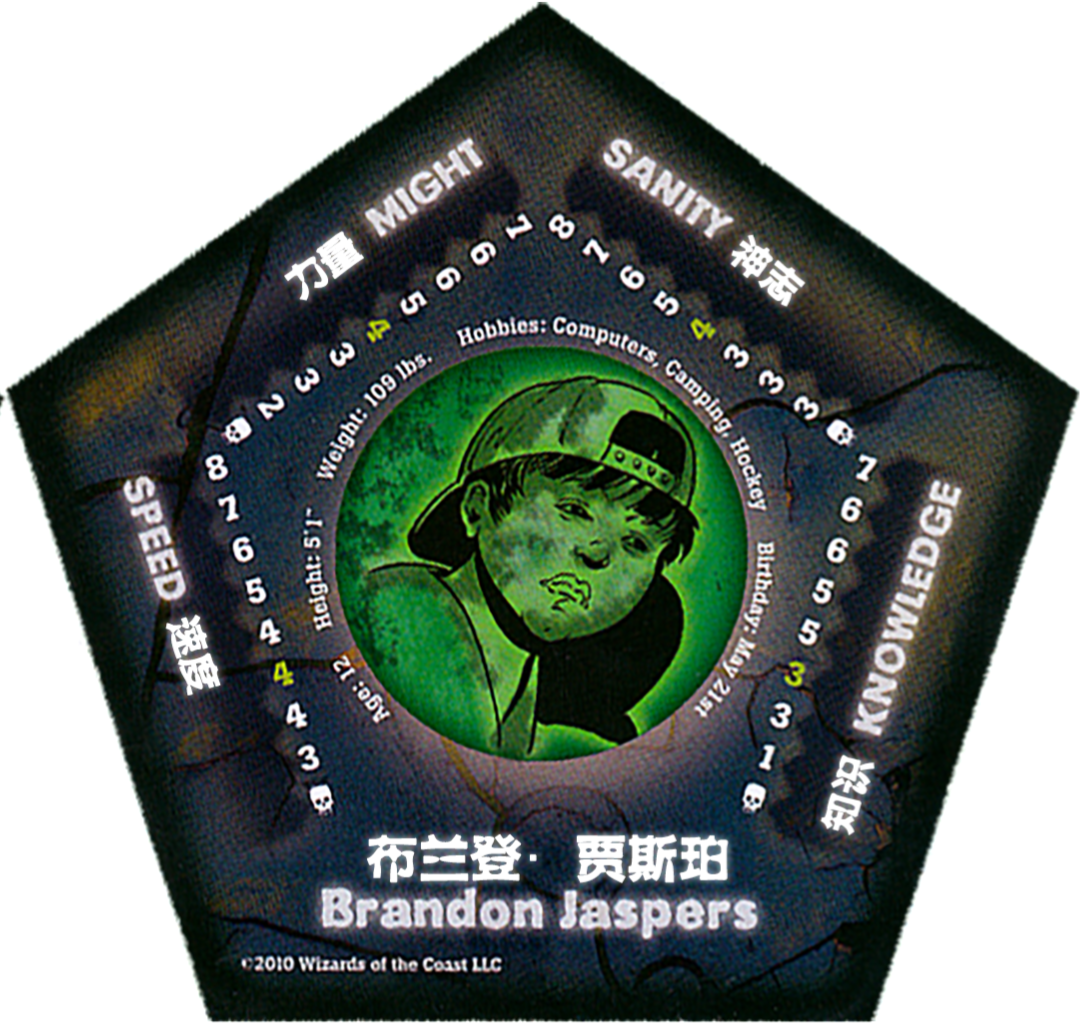 力量 MIGHT
2 3 3 4 5 6 6 7
SANITY 神志
8 7 6 5 4 3 3 3
SPEED 速度
8 7 6 5 4 4 4 3
KNOWLEDGE 知识
7 6 6 5 5 3 3 1
Age: 12
Height: 5'1"
Weight: 109 lbs.
Hobbies: Computers, Camping, Hockey
Birthday: May 21st
布兰登· 贾斯珀
Brandon Jaspers
©2010 Wizards of the Coast LLC